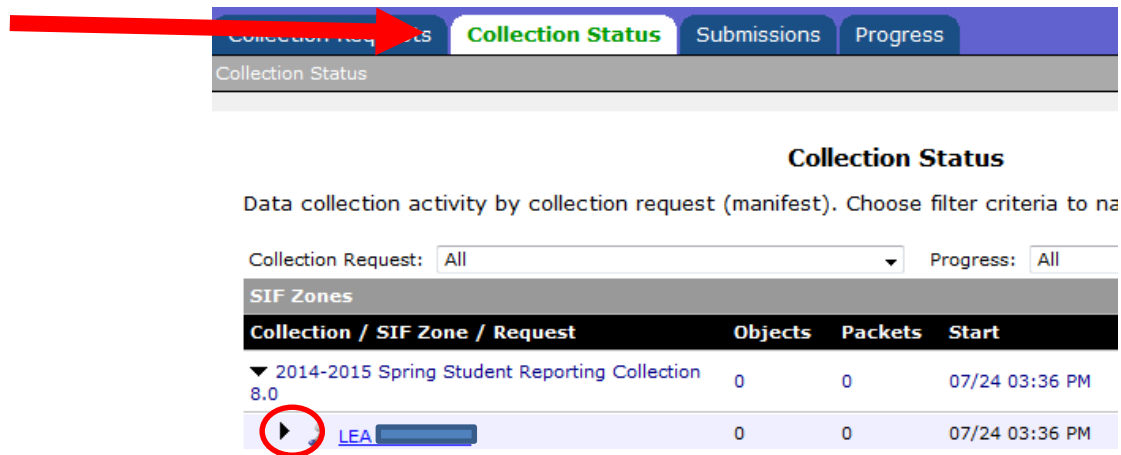 Collection Requests Collection Status Submissions Progress
Collection Status
Collection Status
Data collection activity by collection request (manifest). Choose filter criteria to na
Collection Request: All Progress: All
SIF Zones
Collection / SIF Zone / Request Objects Packets Start
2014-2015 Spring Student Reporting Collection 0 0 07/24 03:36 PM
8.0
LEA 0 0 07/24 03:36 PM